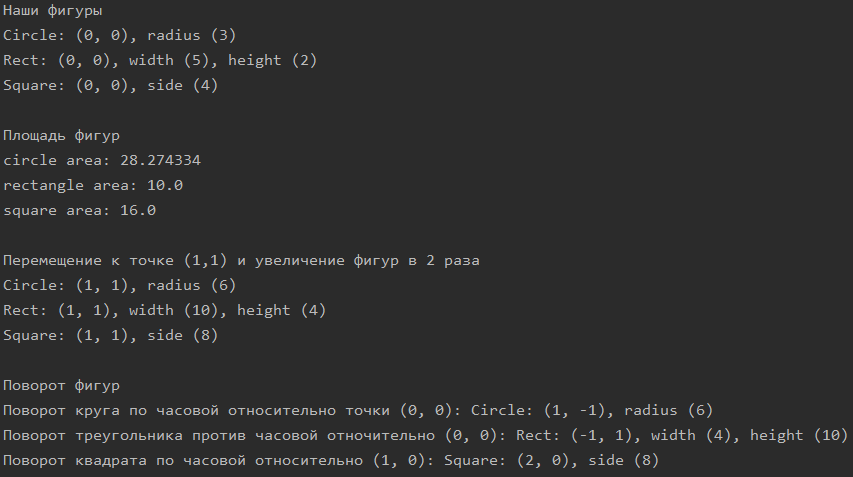 Наши фигуры
Circle: (0, 0), radius (3)
Rect: (0, 0), width (5), height (2)
Square: (0, 0), side (4)
Площадь фигур
circle area: 28.274334
rectangle area: 10.0
square area: 16.0
Перемещение к точке (1,1) и увеличение фигур в 2 раза
Circle: (1, 1), radius (6)
Rect: (1, 1), width (10), height (4)
Square: (1, 1), side (8)
Поворот фигур
Поворот круга по часовой относительно точки (0, 0): Circle: (1, -1), radius (6)
Поворот треугольника против часовой отночительно (0, 0): Rect: (-1, 1), width (4), height (10)
Поворот квадрата по часовой относительно (1, 0): Square: (2, 0), side (8)